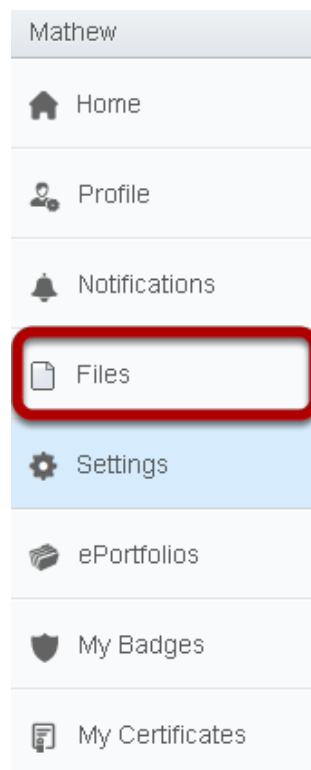 Mathew
Home
Profile
Notifications
Files
Settings
ePortfolios
My Badges
My Certificates